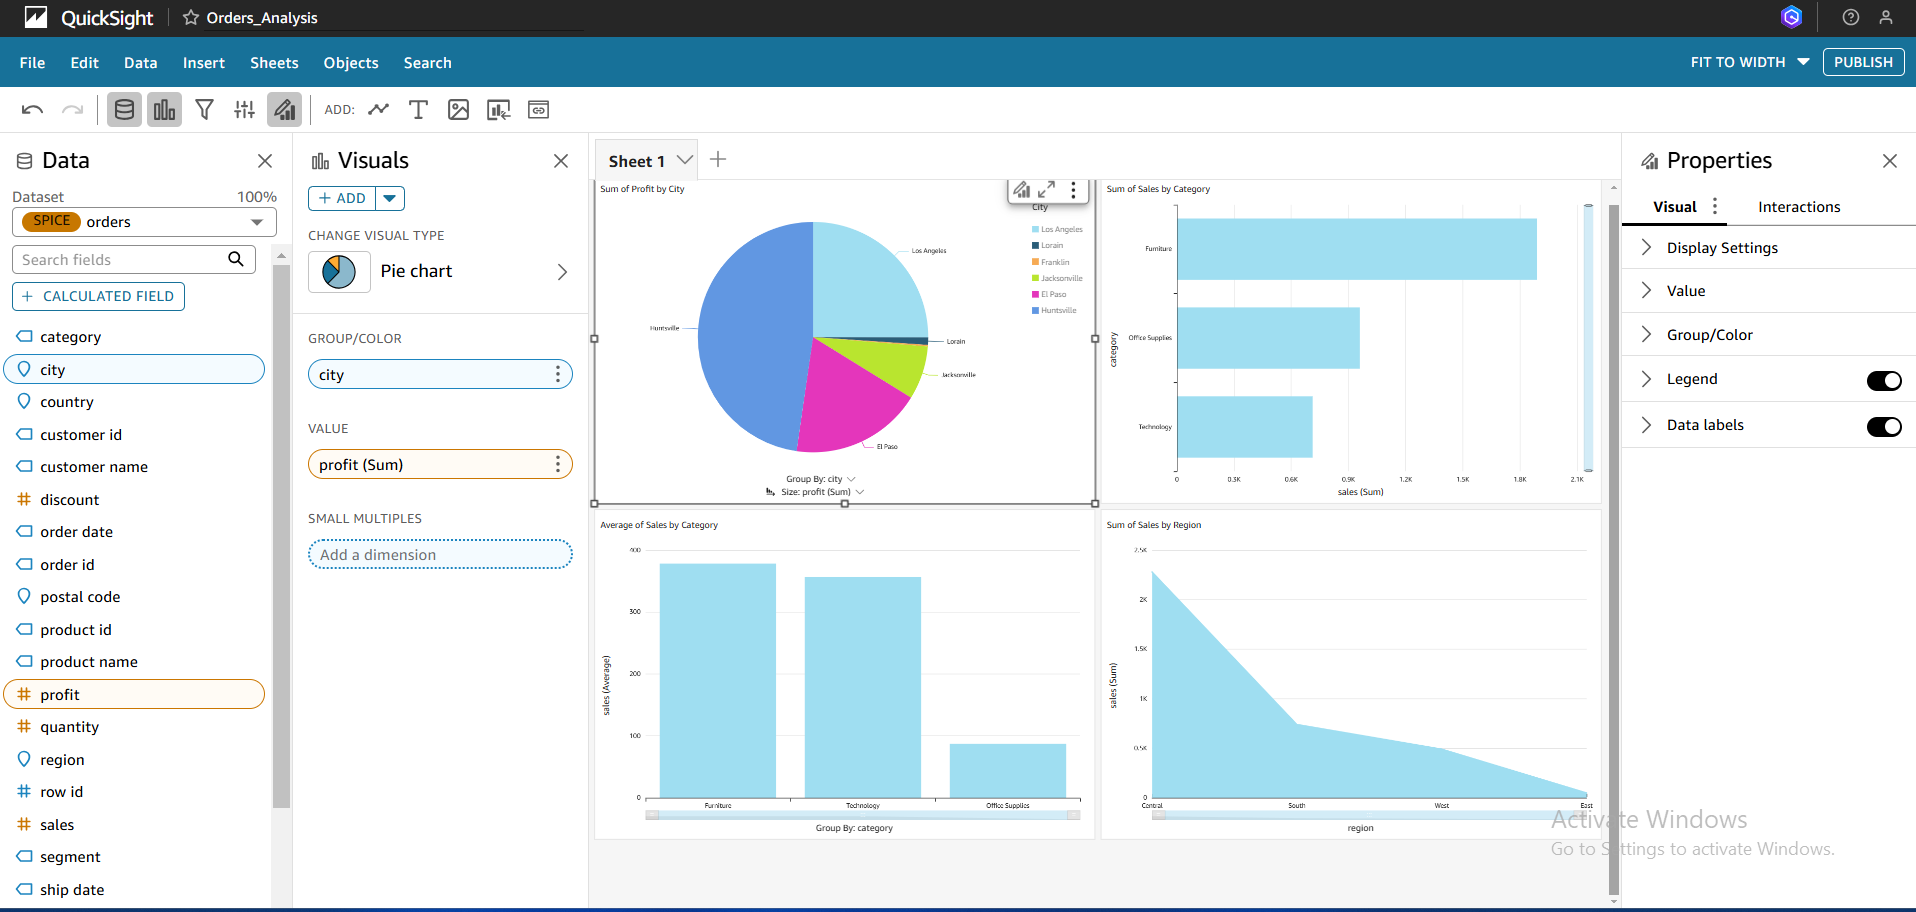 QuickSight
Orders_Analysis
File Edit Data Insert Sheets Objects Search
FIT TO WIDTH
PUBLISH
ADD:
Data
Dataset 100%
SPICE orders
Search fields
+ CALCULATED FIELD
category
city
country
customer id
customer name
discount
order date
order id
postal code
product id
product name
profit
quantity
region
row id
sales
segment
ship date
Visuals
+ ADD
CHANGE VISUAL TYPE
Pie chart
GROUP/COLOR
city
VALUE
profit (Sum)
SMALL MULTIPLES
Add a dimension
Sheet 1
Sum of Profit by City
City
Los Angeles
Lorain
Franklin
Jacksonville
El Paso
Huntsville
Los Angeles
Huntsville
Lorain
Jacksonville
El Paso
Group By: city
Size: profit (Sum)
Sum of Sales by Category
category
Furniture
Office Supplies
Technology
0 0.3K 0.6K 0.9K 1.2K 1.5K 1.8K 2.1K
sales (Sum)
Average of Sales by Category
sales (Average)
400
300
200
100
0
Furniture Technology Office Supplies
Group By: category
Sum of Sales by Region
sales (Sum)
2.5K
2K
1.5K
1K
0.5K
0
Central South West East
region
Properties
Visual
Interactions
Display Settings
Value
Group/Color
Legend
Data labels
Activate Windows
Go to Settings to activate Windows.